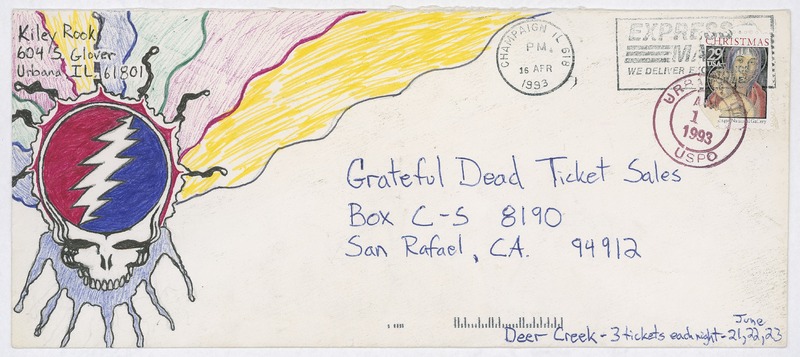 Kiley Rook
604 S. Glover
Urbana IL. 61801
CHAMPAIGN IL 618
PM
16 APR
1993
EXPRESS
MAIL
WE DELIVER
CHRISTMAS
29
USA
1
1993
USPO
Grateful Dead Ticket Sales
Box C-S 8190
San Rafael, CA. 94912
June
Deer Creek - 3 tickets each night - 21, 22, 23